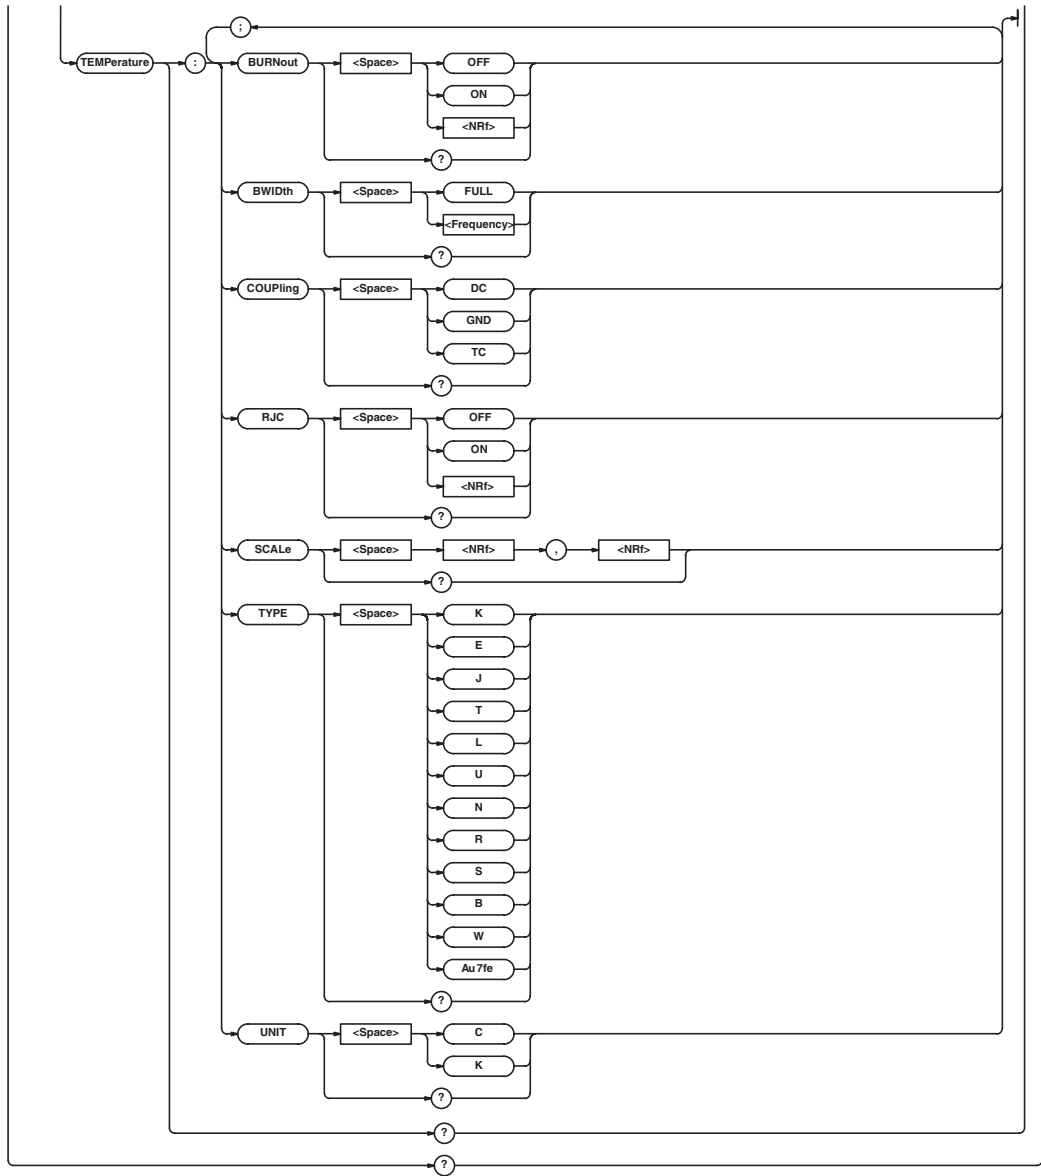 ;
TEMPerature : BURNout <Space> OFF
ON
<NRf>
?
BWIDth <Space> FULL
<Frequency>
?
COUPling <Space> DC
GND
TC
?
RJC <Space> OFF
ON
<NRf>
?
SCALe <Space> <NRf> , <NRf>
?
TYPE <Space> K
E
J
T
L
U
N
R
S
B
W
Au7fe
?
UNIT <Space> C
K
?
?
?